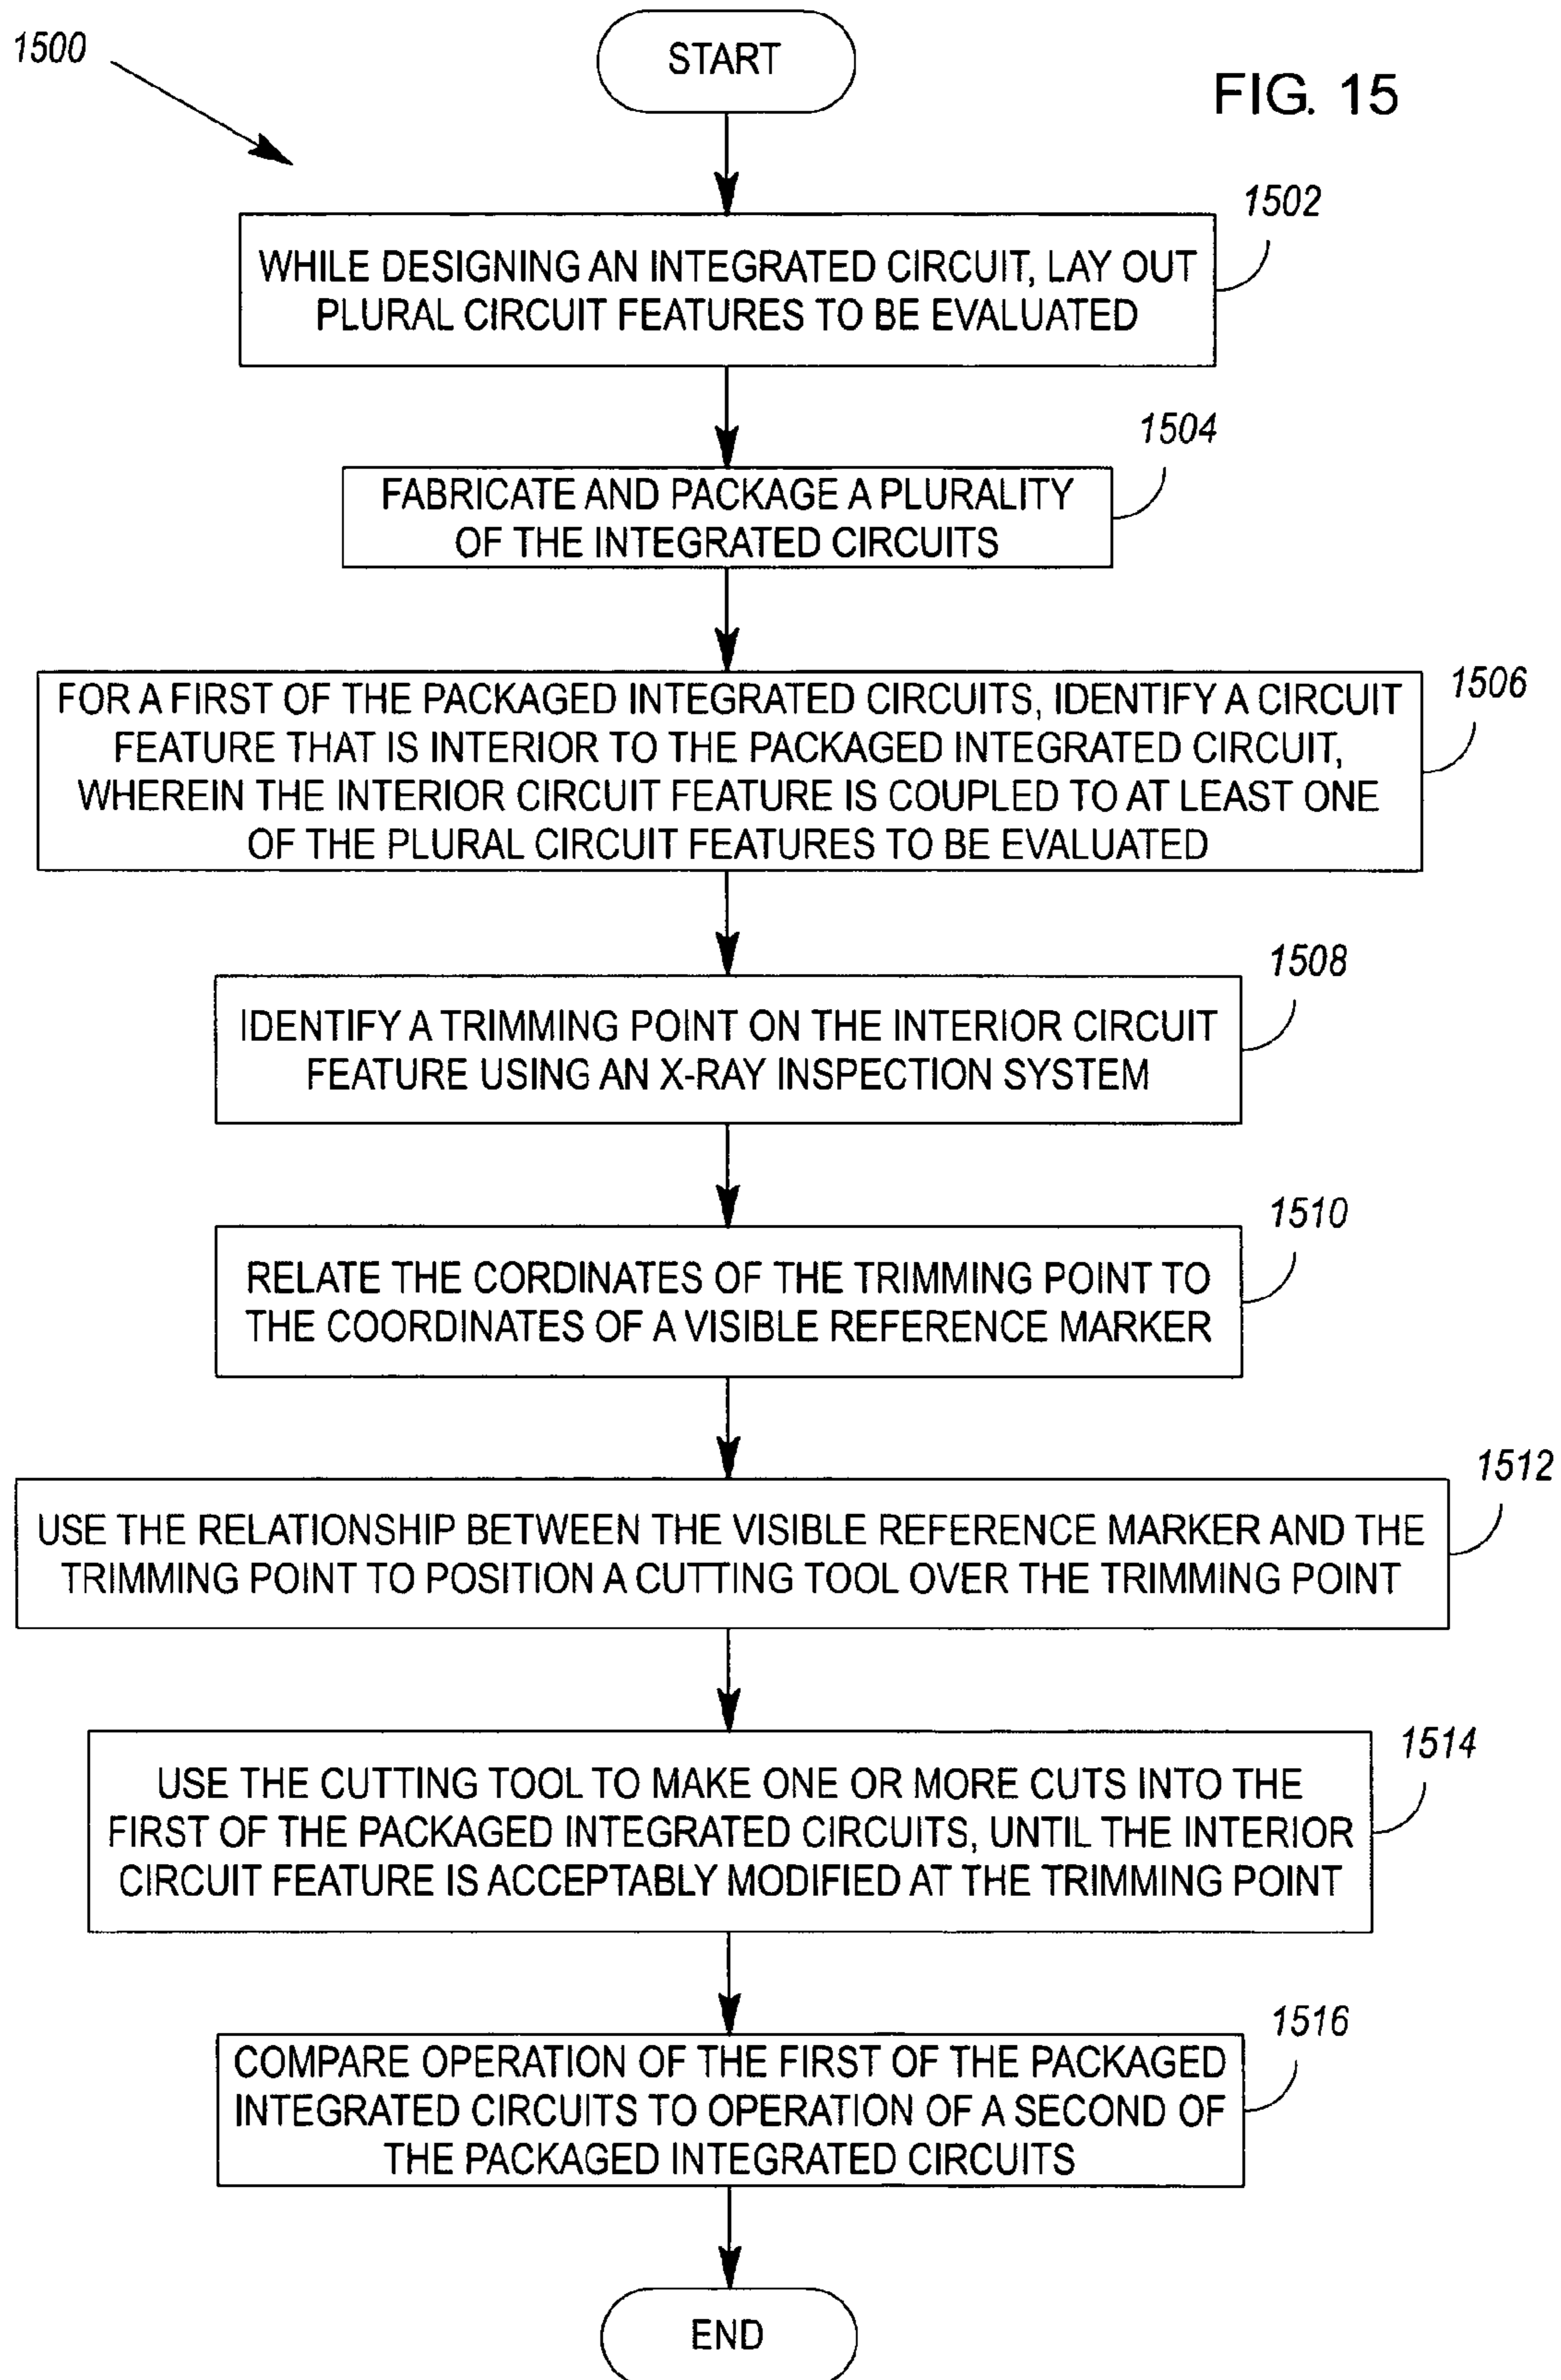 1500
START
FIG. 15
1502
WHILE DESIGNING AN INTEGRATED CIRCUIT, LAY OUT
PLURAL CIRCUIT FEATURES TO BE EVALUATED
1504
FABRICATE AND PACKAGE A PLURALITY
OF THE INTEGRATED CIRCUITS
1506
FOR A FIRST OF THE PACKAGED INTEGRATED CIRCUITS, IDENTIFY A CIRCUIT
FEATURE THAT IS INTERIOR TO THE PACKAGED INTEGRATED CIRCUIT,
WHEREIN THE INTERIOR CIRCUIT FEATURE IS COUPLED TO AT LEAST ONE
OF THE PLURAL CIRCUIT FEATURES TO BE EVALUATED
1508
IDENTIFY A TRIMMING POINT ON THE INTERIOR CIRCUIT
FEATURE USING AN X-RAY INSPECTION SYSTEM
1510
RELATE THE CORDINATES OF THE TRIMMING POINT TO
THE COORDINATES OF A VISIBLE REFERENCE MARKER
1512
USE THE RELATIONSHIP BETWEEN THE VISIBLE REFERENCE MARKER AND THE
TRIMMING POINT TO POSITION A CUTTING TOOL OVER THE TRIMMING POINT
1514
USE THE CUTTING TOOL TO MAKE ONE OR MORE CUTS INTO THE
FIRST OF THE PACKAGED INTEGRATED CIRCUITS, UNTIL THE INTERIOR
CIRCUIT FEATURE IS ACCEPTABLY MODIFIED AT THE TRIMMING POINT
1516
COMPARE OPERATION OF THE FIRST OF THE PACKAGED
INTEGRATED CIRCUITS TO OPERATION OF A SECOND OF
THE PACKAGED INTEGRATED CIRCUITS
END